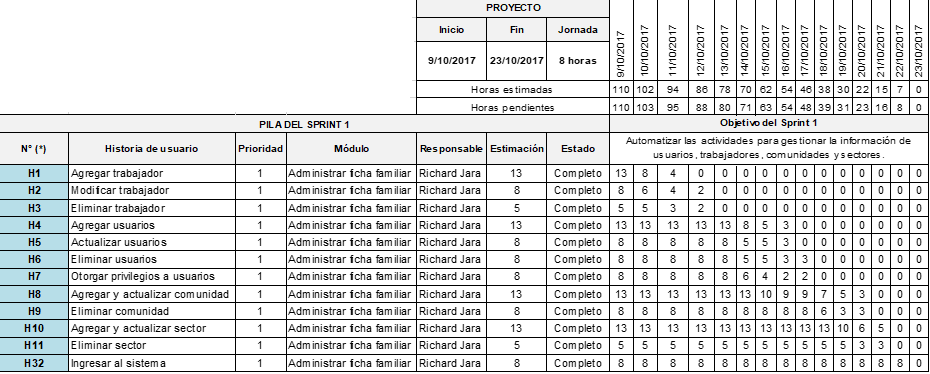 PROYECTO
Inicio Fin Jornada 9/10/2017 10/10/2017 11/10/2017 12/10/2017 13/10/2017 14/10/2017 15/10/2017 16/10/2017 17/10/2017 18/10/2017 19/10/2017 20/10/2017 21/10/2017 22/10/2017 23/10/2017
9/10/2017 23/10/2017 8 horas
Horas estimadas 110 102 94 86 78 70 62 54 46 38 30 22 15 7 0
Horas pendientes 110 103 95 88 80 71 63 54 48 39 31 23 16 8 0
PILA DEL SPRINT 1 Objetivo del Sprint 1
Nº (*) Historia de usuario Prioridad Módulo Responsable Estimación Estado Automatizar las actividades para gestionar la información de
usuarios, trabajadores, comunidades y sectores.
H1 Agregar trabajador 1 Administrar ficha familiar Richard Jara 13 Completo 13 8 4 0 0 0 0 0 0 0 0 0 0 0 0
H2 Modificar trabajador 1 Administrar ficha familiar Richard Jara 8 Completo 8 6 4 2 0 0 0 0 0 0 0 0 0 0 0
H3 Eliminar trabajador 1 Administrar ficha familiar Richard Jara 5 Completo 5 5 3 2 0 0 0 0 0 0 0 0 0 0 0
H4 Agregar usuarios 1 Administrar ficha familiar Richard Jara 13 Completo 13 13 13 13 13 8 5 3 0 0 0 0 0 0 0
H5 Actualizar usuarios 1 Administrar ficha familiar Richard Jara 8 Completo 8 8 8 8 8 5 5 3 0 0 0 0 0 0 0
H6 Eliminar usuarios 1 Administrar ficha familiar Richard Jara 8 Completo 8 8 8 8 8 5 5 3 3 0 0 0 0 0 0
H7 Otorgar privilegios a usuarios 1 Administrar ficha familiar Richard Jara 8 Completo 8 8 8 8 8 6 4 2 2 0 0 0 0 0 0
H8 Agregar y actualizar comunidad 1 Administrar ficha familiar Richard Jara 13 Completo 13 13 13 13 13 13 10 9 9 7 5 3 0 0 0
H9 Eliminar comunidad 1 Administrar ficha familiar Richard Jara 8 Completo 8 8 8 8 8 8 8 8 8 6 3 3 0 0 0
H10 Agregar y actualizar sector 1 Administrar ficha familiar Richard Jara 13 Completo 13 13 13 13 13 13 13 13 13 13 10 6 5 0 0
H11 Eliminar sector 1 Administrar ficha familiar Richard Jara 5 Completo 5 5 5 5 5 5 5 5 5 5 5 3 3 0 0
H32 Ingresar al sistema 1 Administrar ficha familiar Richard Jara 8 Completo 8 8 8 8 8 8 8 8 8 8 8 8 8 8 0